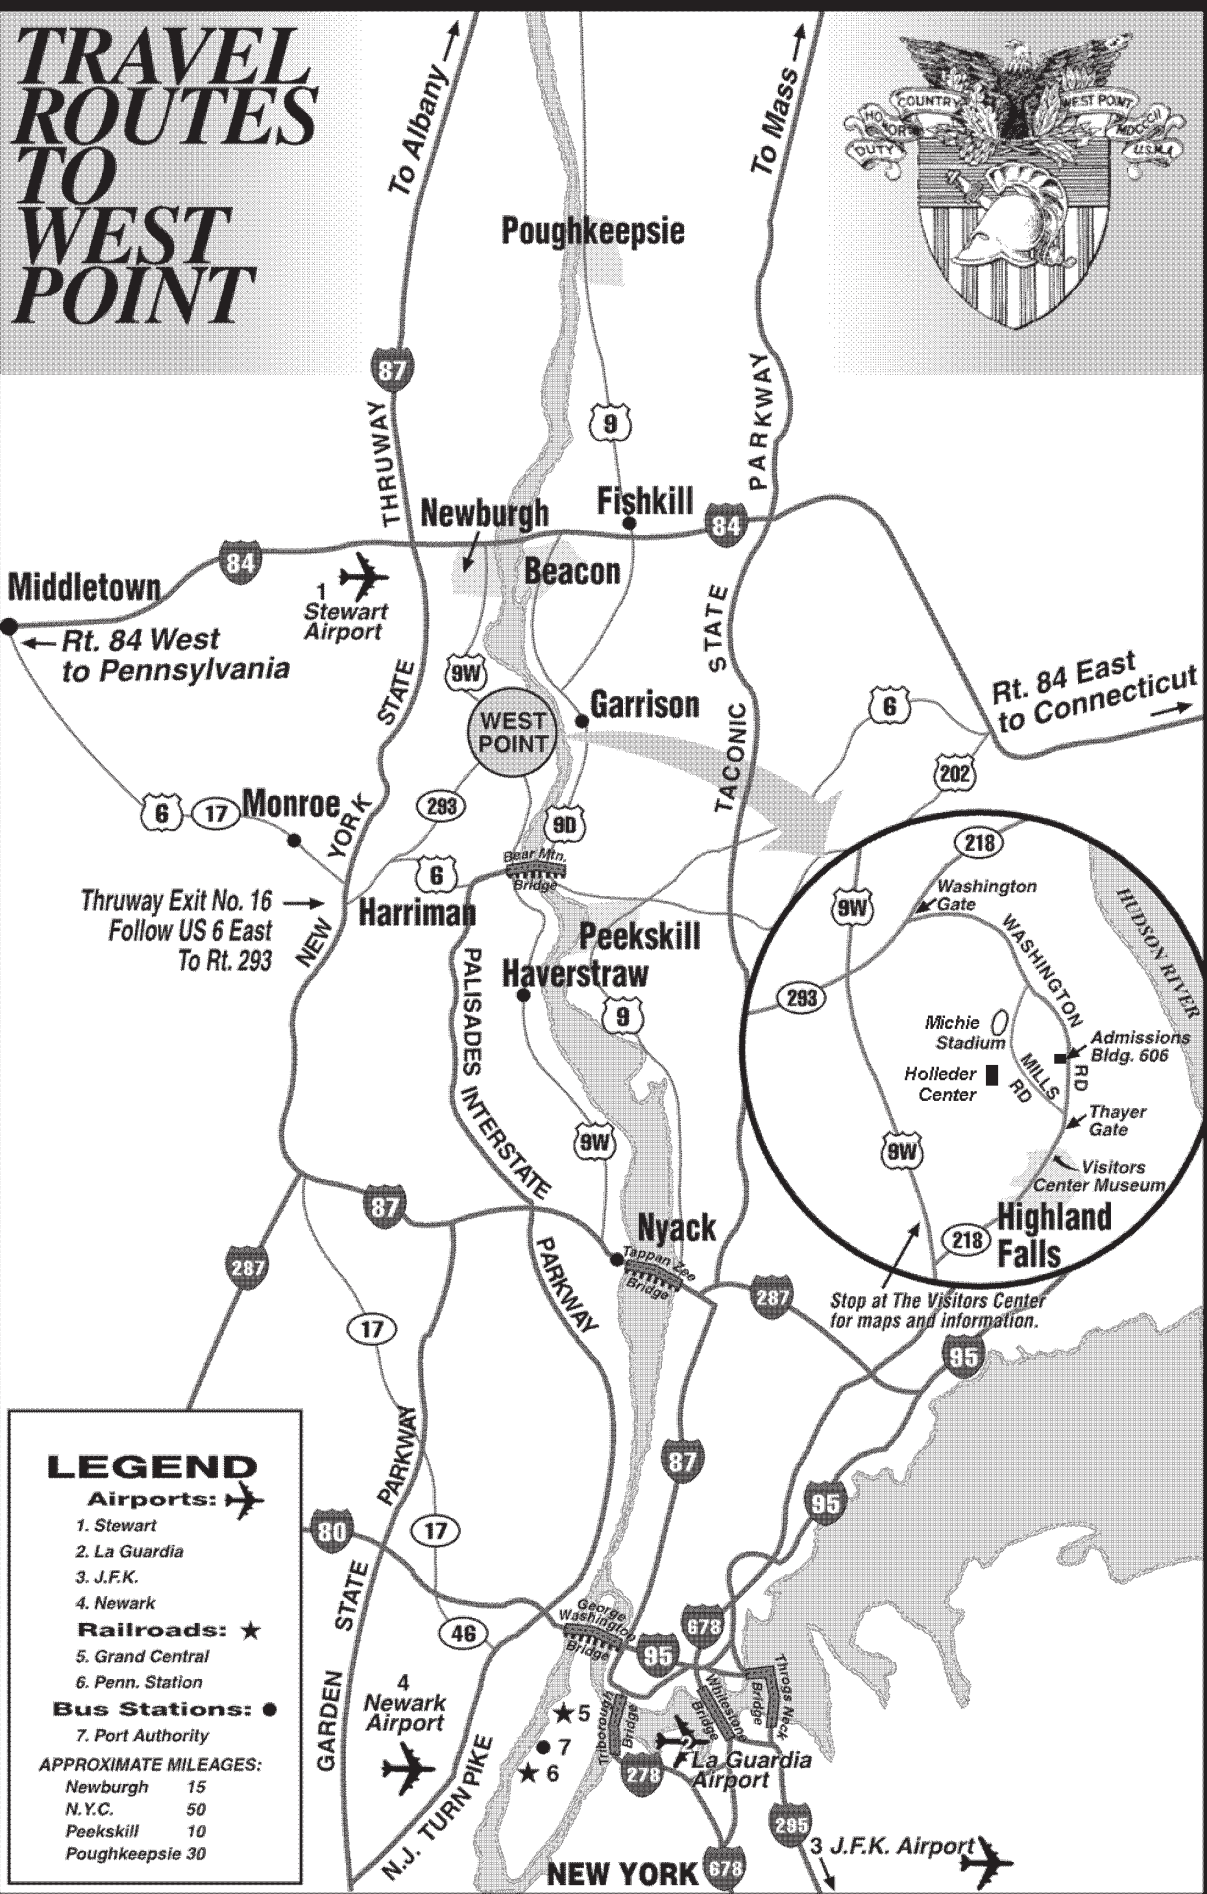 TRAVEL
ROUTES
TO
WEST
POINT
To Albany
To Mass
DUTY
HONOR
COUNTRY
WEST POINT
MDCCCII
U.S.M.A.
Poughkeepsie
87
THRUWAY
9
PARKWAY
Newburgh
Fishkill
84
84
Middletown
1
Stewart
Airport
Beacon
Rt. 84 West
to Pennsylvania
STATE
STATE
9W
WEST
POINT
Garrison
6
Rt. 84 East
to Connecticut
TACONIC
202
6
17
Monroe
YORK
293
9D
Bear Mtn.
Bridge
6
Thruway Exit No. 16
Follow US 6 East
To Rt. 293
NEW
Harriman
Peekskill
PALISADES
Haverstraw
9
INTERSTATE
9W
218
Washington
Gate
9W
WASHINGTON
RD
HUDSON RIVER
293
Michie
Stadium
Admissions
Bldg. 606
Holleder
Center
MILLS
RD
Thayer
Gate
9W
Visitors
Center Museum
Highland
Falls
218
Stop at The Visitors Center
for maps and information.
87
Nyack
287
PARKWAY
Tappan Zee
Bridge
287
17
95
PARKWAY
87
95
80
17
STATE
George
Washington
Bridge
46
678
95
GARDEN
4
Newark
Airport
5
7
6
Triborough
Bridge
Whitestone
Bridge
Throgs Neck
Bridge
2
La Guardia
Airport
278
N.J. TURNPIKE
295
NEW YORK
678
3 J.F.K. Airport
LEGEND
Airports:
1. Stewart
2. La Guardia
3. J.F.K.
4. Newark
Railroads:
5. Grand Central
6. Penn. Station
Bus Stations:
7. Port Authority
APPROXIMATE MILEAGES:
Newburgh 15
N.Y.C. 50
Peekskill 10
Poughkeepsie 30